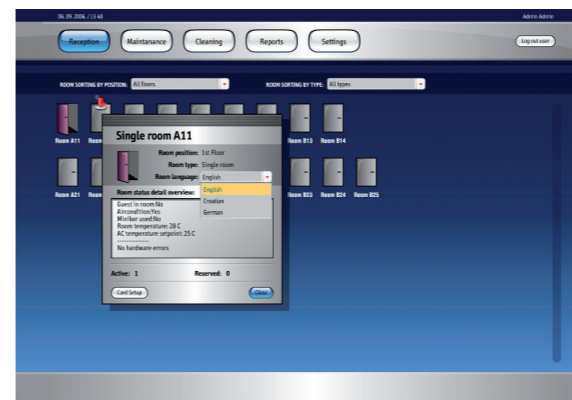 06. 09. 2006. / 13:48
Admin Admin
Reception
Maintanance
Cleaning
Reports
Settings
Log out user
ROOM SORTING BY POSITION: All floors
ROOM SORTING BY TYPE: All types
Room A11
Room
Room B13
Room B14
Room A21
Room
Room B23
Room B24
Room B25
Single room A11
Room position: 1st Floor
Room type: Single room
Room language: English
English
Croatian
German
Room status detail overview:
Guest in room:No
Aircondition:Yes
Minibar used:No
Room temperature: 28 C
AC temperature setpoint: 25 C
-------------
No hardware errors
Active: 1
Reserved: 0
Card Setup
Close